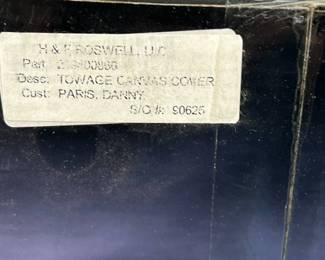 H & E ROSWELL, LLC
Part:
Desc: TOWAGE CANVAS COVER
Cust: PARIS, DANNY
S/O #: 90625